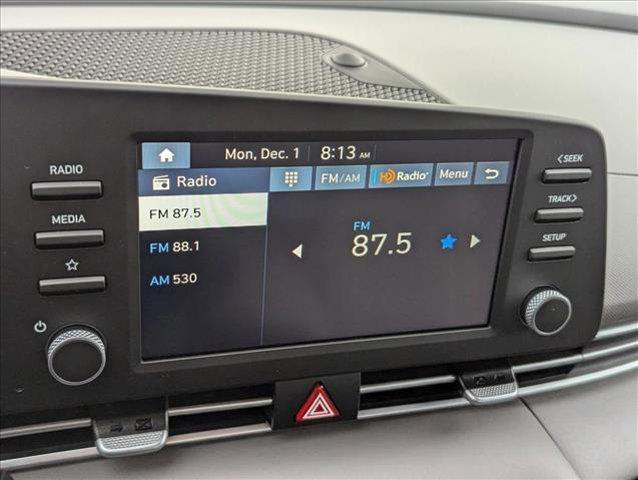 Mon, Dec. 1 8:13 AM
RADIO
Radio FM/AM HD Radio Menu
<SEEK
FM 87.5
MEDIA
FM
TRACK>
FM 88.1
87.5
SETUP
AM 530